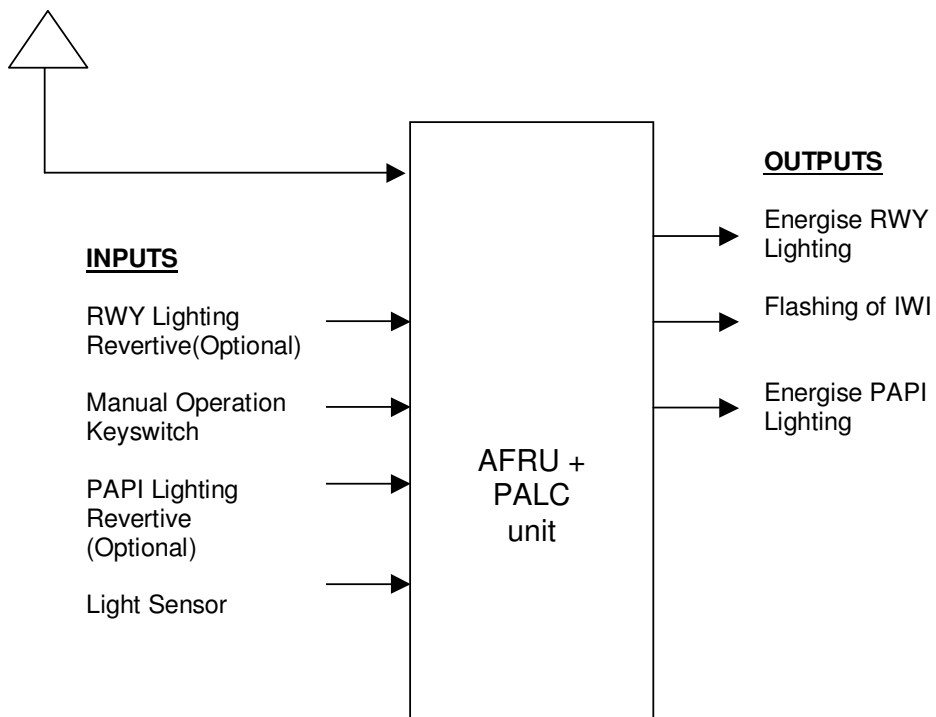 INPUTS
RWY Lighting
Revertive(Optional)
Manual Operation
Keyswitch
PAPI Lighting
Revertive
(Optional)
Light Sensor
AFRU +
PALC
unit
OUTPUTS
Energise RWY
Lighting
Flashing of IWI
Energise PAPI
Lighting